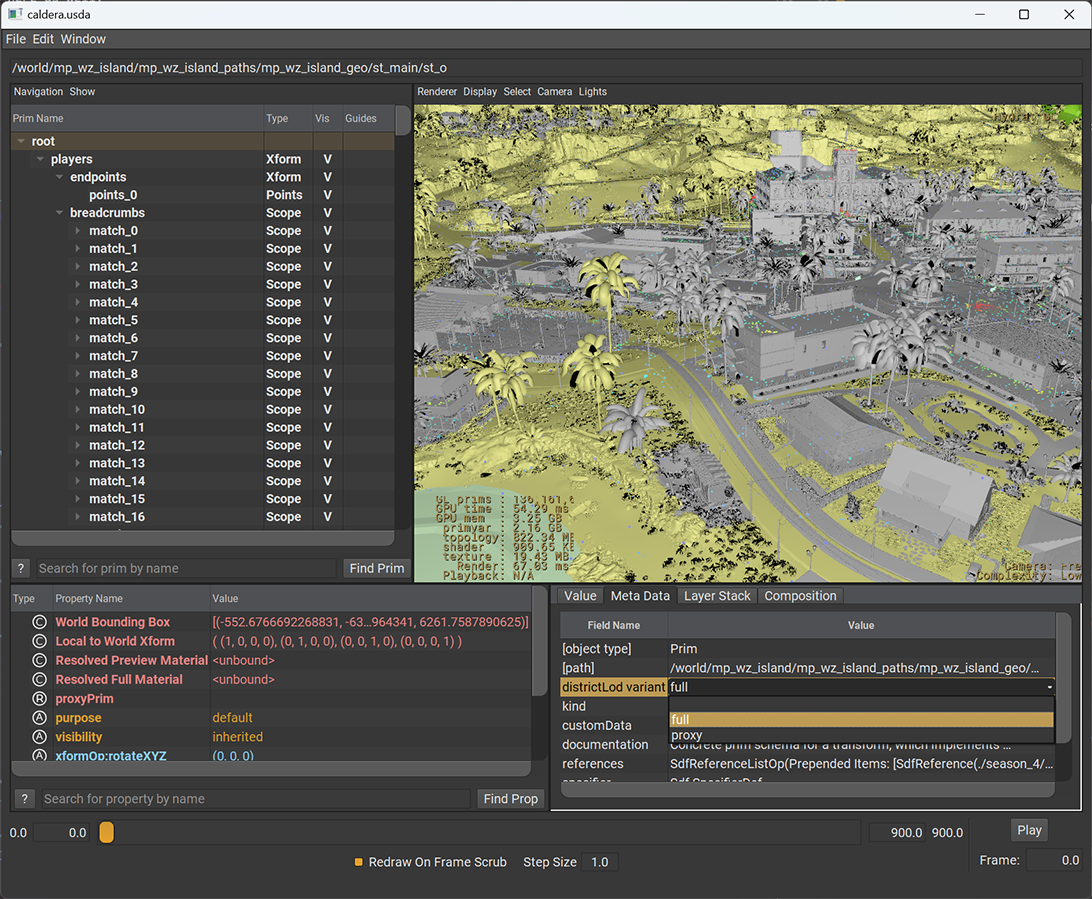 caldera.usda
File Edit Window
/world/mp_wz_island/mp_wz_island_paths/mp_wz_island_geo/st_main/st_o
Navigation Show
Prim Name Type Vis Guides
root
players Xform V
endpoints Xform V
points_0 Points V
breadcrumbs Scope V
match_0 Scope V
match_1 Scope V
match_2 Scope V
match_3 Scope V
match_4 Scope V
match_5 Scope V
match_6 Scope V
match_7 Scope V
match_8 Scope V
match_9 Scope V
match_10 Scope V
match_11 Scope V
match_12 Scope V
match_13 Scope V
match_14 Scope V
match_15 Scope V
match_16 Scope V
? Search for prim by name Find Prim
Renderer Display Select Camera Lights
GL prims :
GPU time : 54.29 ms
GPU mem : 3.25 GB
primvar : 2.16 GB
topology: 822.34 MB
shader : 909.65 KB
texture : 19.43 MB
Render: 67.03 ms
Playback: N/A
Camera: Fre
Complexity: Low
Type Property Name Value
C World Bounding Box [(-552.6766692268831, -63...964341, 6261.7587890625)]
C Local to World Xform ( (1, 0, 0, 0), (0, 1, 0, 0), (0, 0, 1, 0), (0, 0, 0, 1) )
C Resolved Preview Material <unbound>
C Resolved Full Material <unbound>
R proxyPrim
A purpose default
A visibility inherited
A xformOp:rotateXYZ (0, 0, 0)
? Search for property by name Find Prop
Value Meta Data Layer Stack Composition
Field Name Value
[object type] Prim
[path] /world/mp_wz_island/mp_wz_island_paths/mp_wz_island_geo/...
districtLod variant full
kind
full
customData
proxy
documentation Concrete prim schema for a transform, which implements ...
references SdfReferenceListOp(Prepended Items: [SdfReference(./season_4/...
specifier Sdf.SpecifierDef
0.0 0.0 900.0 900.0 Play
Redraw On Frame Scrub Step Size 1.0 Frame: 0.0